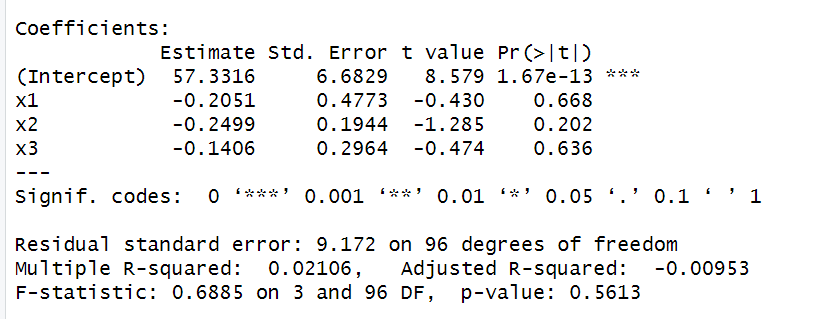 Coefficients:
            Estimate Std. Error t value Pr(>|t|)
(Intercept)  57.3316     6.6829   8.579 1.67e-13 ***
x1           -0.2051     0.4773  -0.430    0.668
x2           -0.2499     0.1944  -1.285    0.202
x3           -0.1406     0.2964  -0.474    0.636
---
Signif. codes:  0 ‘***’ 0.001 ‘**’ 0.01 ‘*’ 0.05 ‘.’ 0.1 ‘ ’ 1
Residual standard error: 9.172 on 96 degrees of freedom
Multiple R-squared:  0.02106,   Adjusted R-squared:  -0.00953
F-statistic: 0.6885 on 3 and 96 DF,  p-value: 0.5613